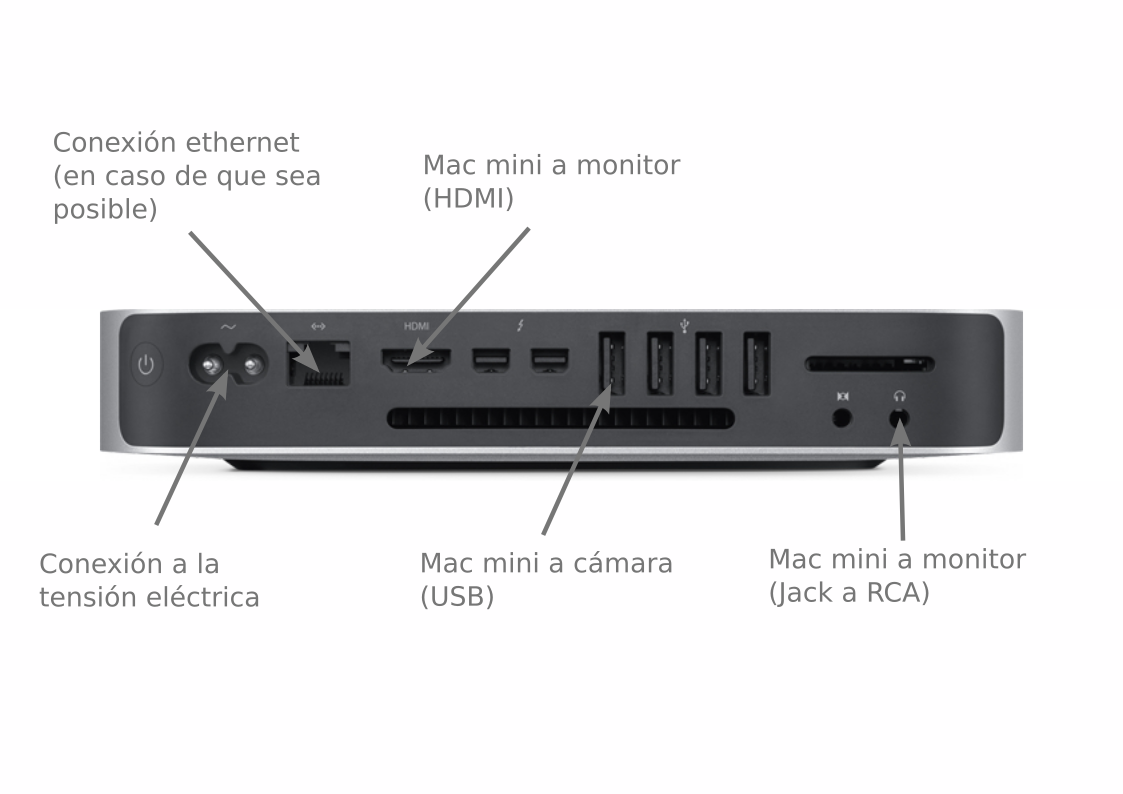 Conexión ethernet
(en caso de que sea
posible)
Mac mini a monitor
(HDMI)
HDMI
Conexión a la
tensión eléctrica
Mac mini a cámara
(USB)
Mac mini a monitor
(Jack a RCA)